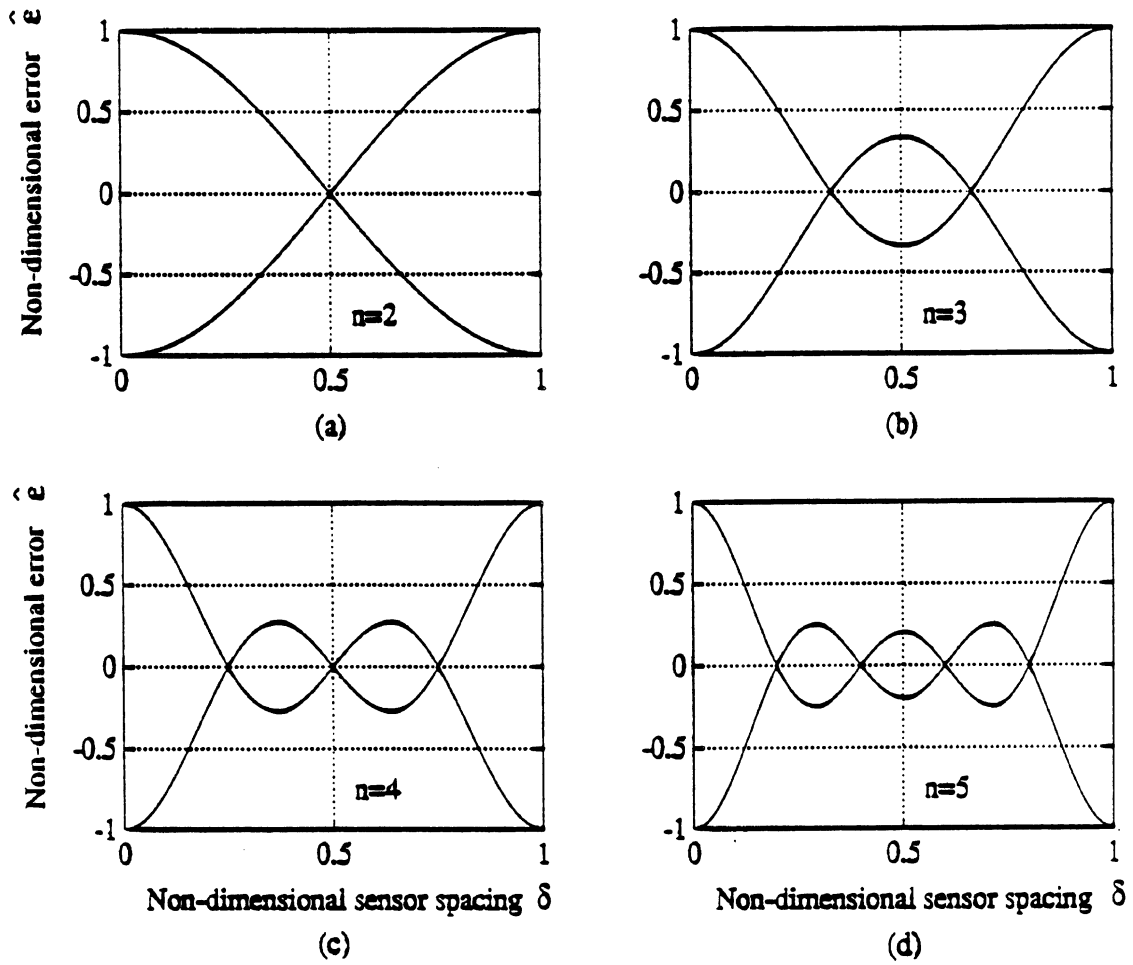 Non-dimensional error ε̂
1
0.5
0
-0.5
-1
n=2
0
0.5
1
(a)
1
0.5
0
-0.5
-1
n=3
0
0.5
1
(b)
Non-dimensional error ε̂
1
0.5
0
-0.5
-1
n=4
0
0.5
1
Non-dimensional sensor spacing δ
(c)
1
0.5
0
-0.5
-1
n=5
0
0.5
1
Non-dimensional sensor spacing δ
(d)